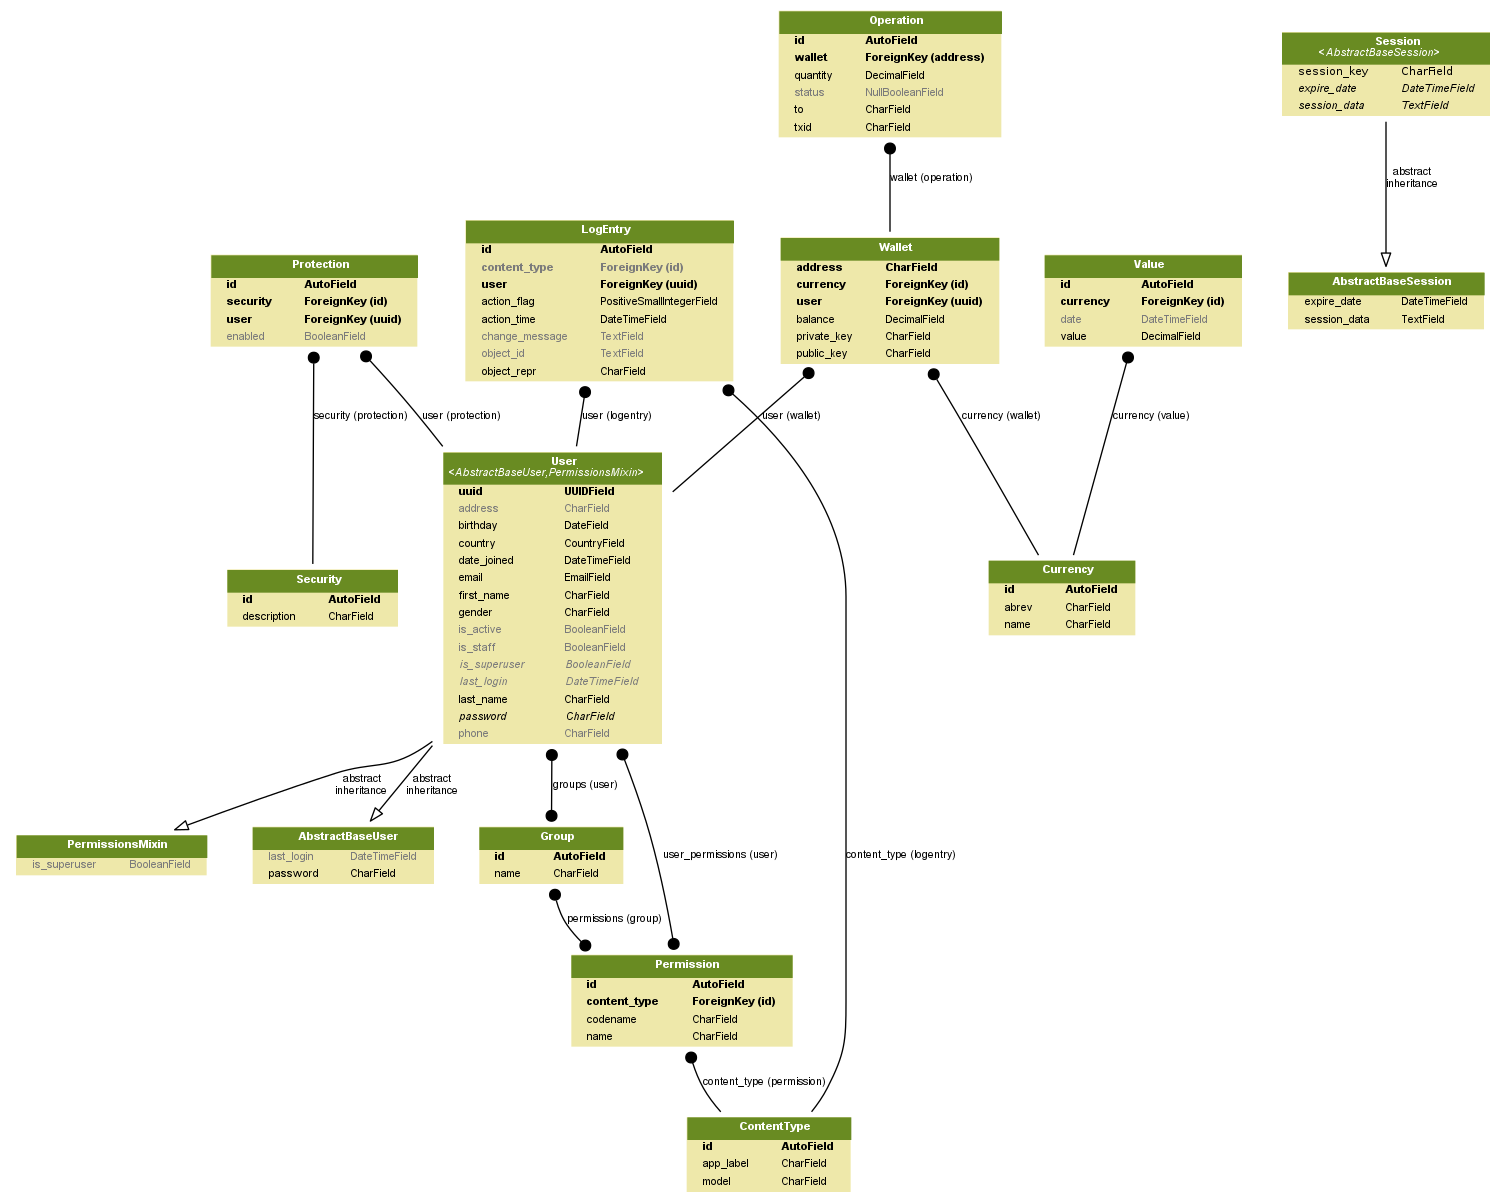 Operation
id AutoField
wallet ForeignKey (address)
quantity DecimalField
status NullBooleanField
to CharField
txid CharField
wallet (operation)
Session
<AbstractBaseSession>
session_key CharField
expire_date DateTimeField
session_data TextField
abstract
inheritance
AbstractBaseSession
expire_date DateTimeField
session_data TextField
Protection
id AutoField
security ForeignKey (id)
user ForeignKey (uuid)
enabled BooleanField
security (protection)
user (protection)
LogEntry
id AutoField
content_type ForeignKey (id)
user ForeignKey (uuid)
action_flag PositiveSmallIntegerField
action_time DateTimeField
change_message TextField
object_id TextField
object_repr CharField
user (logentry)
Wallet
address CharField
currency ForeignKey (id)
user ForeignKey (uuid)
balance DecimalField
private_key CharField
public_key CharField
user (wallet)
currency (wallet)
Value
id AutoField
currency ForeignKey (id)
date DateTimeField
value DecimalField
currency (value)
Security
id AutoField
description CharField
User
<AbstractBaseUser,PermissionsMixin>
uuid UUIDField
address CharField
birthday DateField
country CountryField
date_joined DateTimeField
email EmailField
first_name CharField
gender CharField
is_active BooleanField
is_staff BooleanField
is_superuser BooleanField
last_login DateTimeField
last_name CharField
password CharField
phone CharField
Currency
id AutoField
abrev CharField
name CharField
abstract
inheritance
abstract
inheritance
groups (user)
PermissionsMixin
is_superuser BooleanField
AbstractBaseUser
last_login DateTimeField
password CharField
Group
id AutoField
name CharField
user_permissions (user)
content_type (logentry)
permissions (group)
Permission
id AutoField
content_type ForeignKey (id)
codename CharField
name CharField
content_type (permission)
ContentType
id AutoField
app_label CharField
model CharField